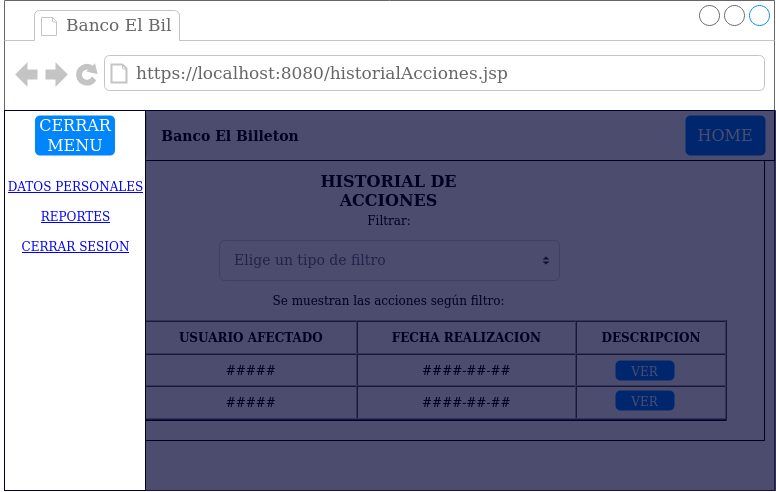 Banco El Bil
https://localhost:8080/historialAcciones.jsp
CERRAR
MENU
Banco El Billeton
HOME
DATOS PERSONALES
REPORTES
CERRAR SESION
HISTORIAL DE
ACCIONES
Filtrar:
Elige un tipo de filtro
Se muestran las acciones según filtro:
USUARIO AFECTADO FECHA REALIZACION DESCRIPCION
##### ####-##-## VER
##### ####-##-## VER